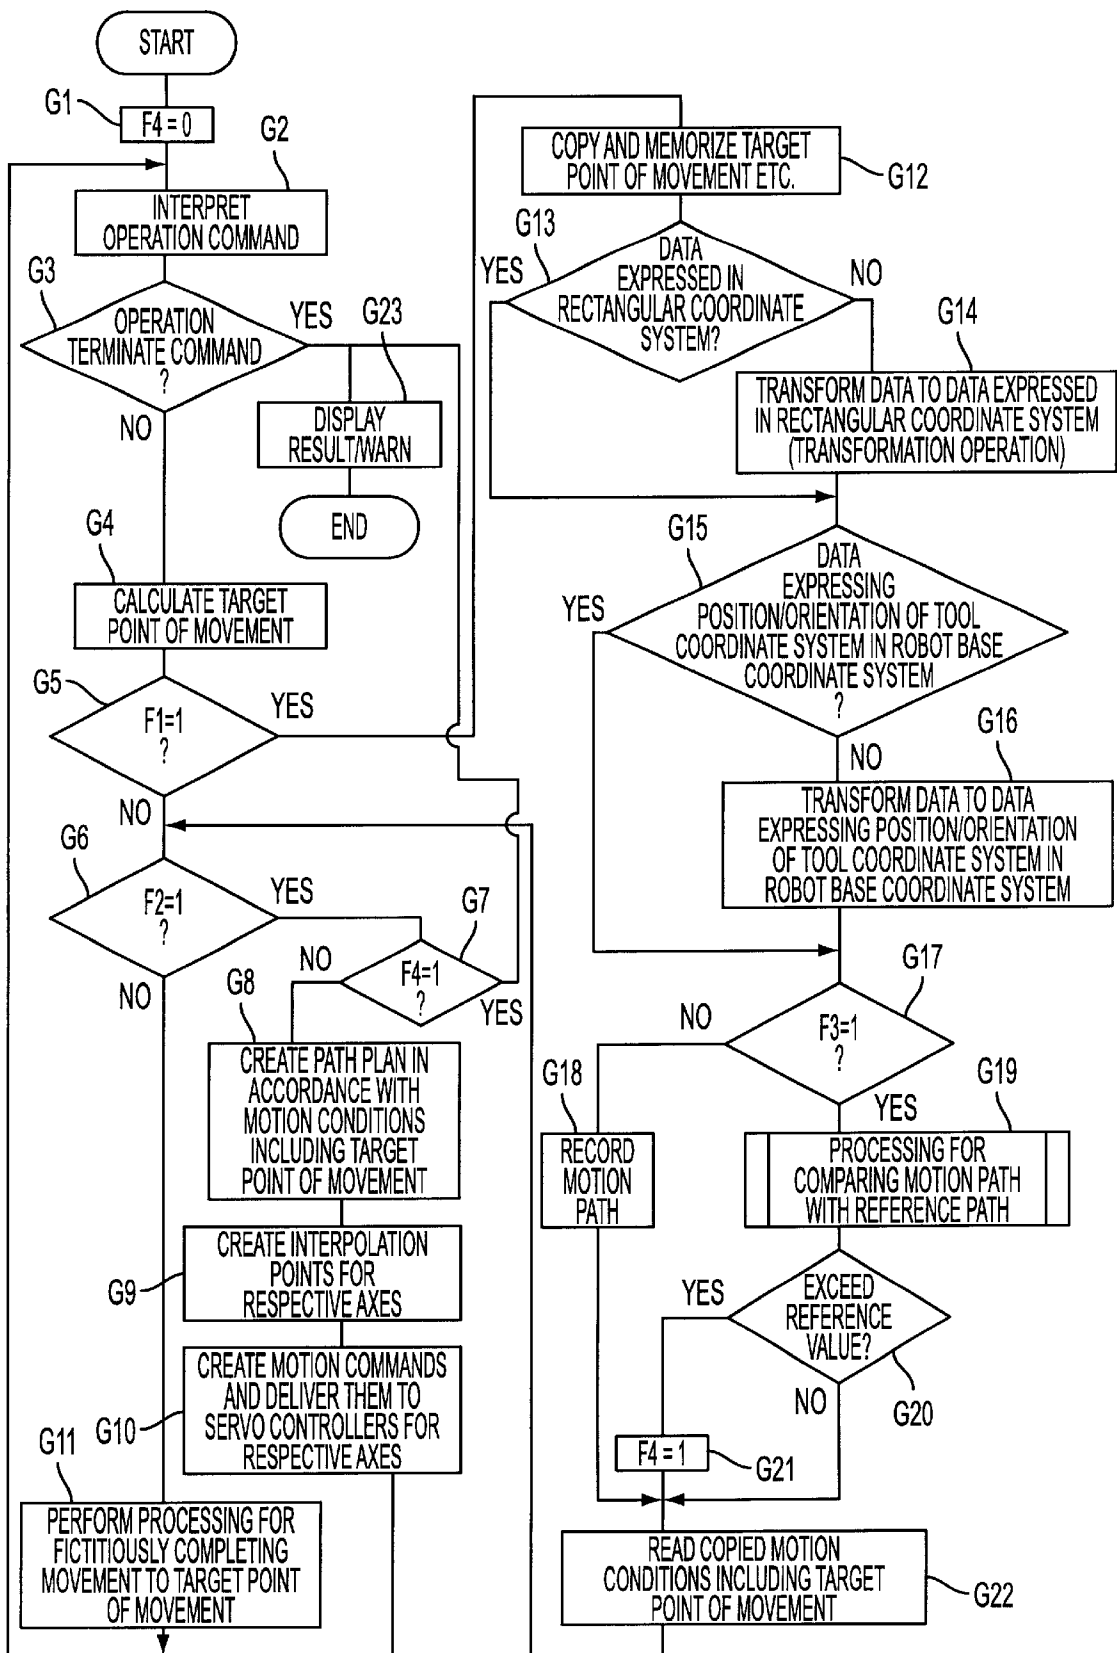 START
G1
F4 = 0
G2
INTERPRET
OPERATION COMMAND
G3
OPERATION
TERMINATE COMMAND
?
YES
NO
G23
DISPLAY
RESULT/WARN
END
G4
CALCULATE TARGET
POINT OF MOVEMENT
G5
F1=1
?
YES
NO
G6
F2=1
?
YES
NO
G7
F4=1
?
NO
YES
G8
CREATE PATH PLAN IN
ACCORDANCE WITH
MOTION CONDITIONS
INCLUDING TARGET
POINT OF MOVEMENT
G9
CREATE INTERPOLATION
POINTS FOR
RESPECTIVE AXES
G10
CREATE MOTION COMMANDS
AND DELIVER THEM TO
SERVO CONTROLLERS FOR
RESPECTIVE AXES
G11
PERFORM PROCESSING FOR
FICTITIOUSLY COMPLETING
MOVEMENT TO TARGET POINT
OF MOVEMENT
COPY AND MEMORIZE TARGET
POINT OF MOVEMENT ETC.
G12
G13
DATA
EXPRESSED IN
RECTANGULAR COORDINATE
SYSTEM?
YES
NO
G14
TRANSFORM DATA TO DATA EXPRESSED
IN RECTANGULAR COORDINATE SYSTEM
(TRANSFORMATION OPERATION)
G15
DATA
EXPRESSING
POSITION/ORIENTATION OF TOOL
COORDINATE SYSTEM IN ROBOT BASE
COORDINATE SYSTEM
?
YES
NO
G16
TRANSFORM DATA TO DATA
EXPRESSING POSITION/ORIENTATION
OF TOOL COORDINATE SYSTEM IN
ROBOT BASE COORDINATE SYSTEM
G17
F3=1
?
NO
YES
G18
RECORD
MOTION
PATH
G19
PROCESSING FOR
COMPARING MOTION PATH
WITH REFERENCE PATH
EXCEED
REFERENCE
VALUE?
YES
NO
G20
F4 = 1
G21
READ COPIED MOTION
CONDITIONS INCLUDING TARGET
POINT OF MOVEMENT
G22